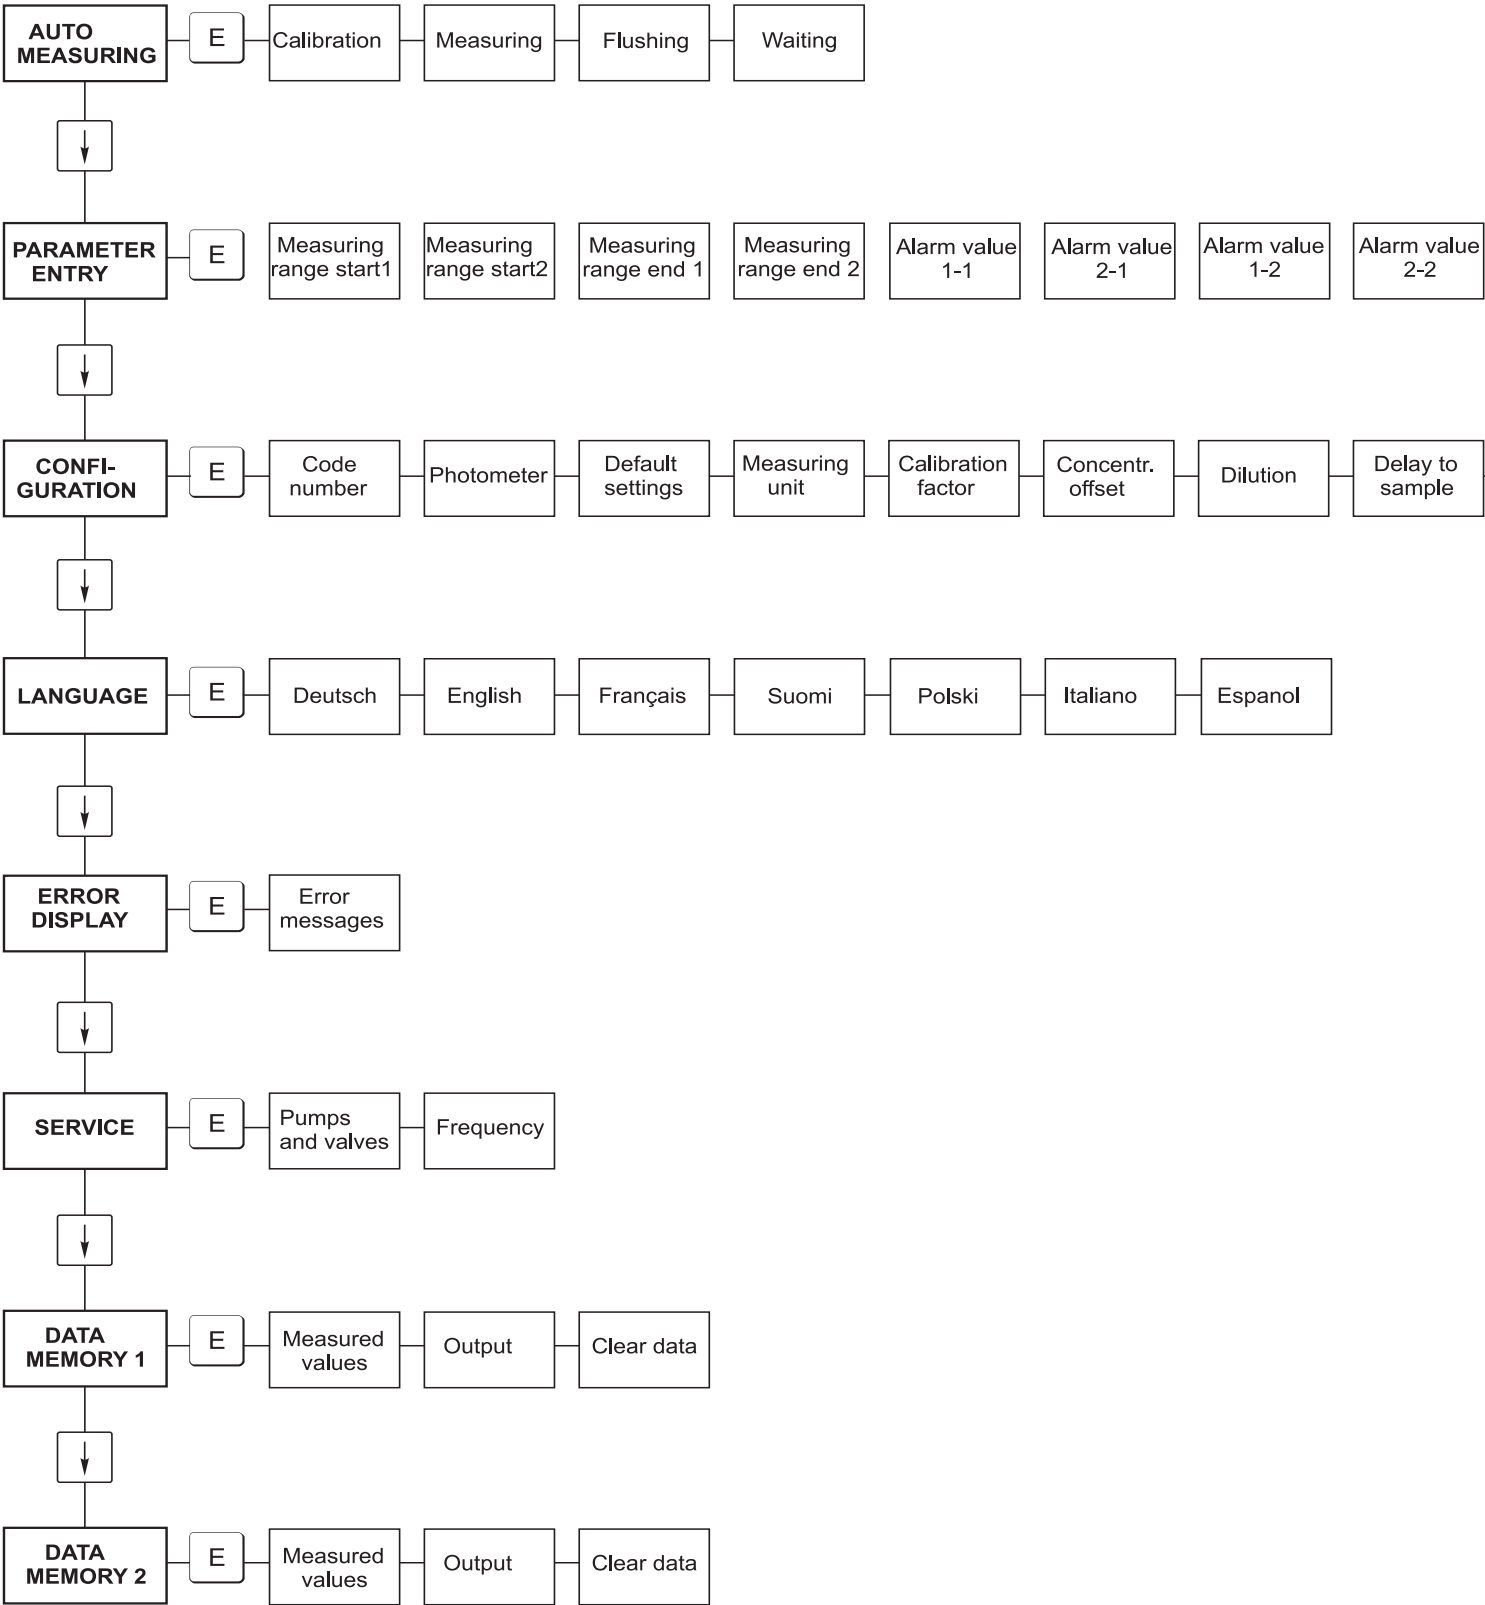 AUTO
MEASURING
E
Calibration
Measuring
Flushing
Waiting
PARAMETER
ENTRY
E
Measuring
range start1
Measuring
range start2
Measuring
range end 1
Measuring
range end 2
Alarm value
1-1
Alarm value
2-1
Alarm value
1-2
Alarm value
2-2
CONFI-
GURATION
E
Code
number
Photometer
Default
settings
Measuring
unit
Calibration
factor
Concentr.
offset
Dilution
Delay to
sample
LANGUAGE
E
Deutsch
English
Français
Suomi
Polski
Italiano
Espanol
ERROR
DISPLAY
E
Error
messages
SERVICE
E
Pumps
and valves
Frequency
DATA
MEMORY 1
E
Measured
values
Output
Clear data
DATA
MEMORY 2
E
Measured
values
Output
Clear data